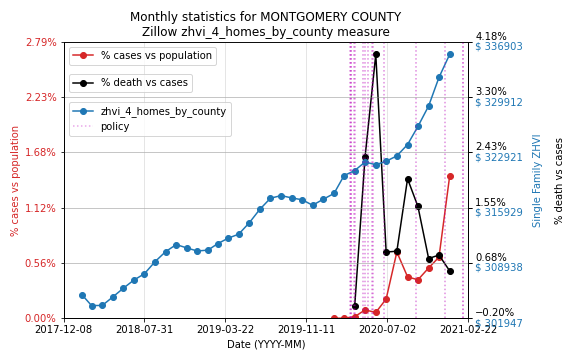 Monthly statistics for MONTGOMERY COUNTY
Zillow zhvi_4_homes_by_county measure
% cases vs population
% death vs cases
zhvi_4_homes_by_county
policy
2.79%
2.23%
1.68%
1.12%
0.56%
0.00%
% cases vs population
4.18%
$ 336903
3.30%
$ 329912
2.43%
$ 322921
1.55%
$ 315929
0.68%
$ 308938
−0.20%
$ 301947
Single Family ZHVI
% death vs cases
2017-12-08
2018-07-31
2019-03-22
2019-11-11
2020-07-02
2021-02-22
Date (YYYY-MM)